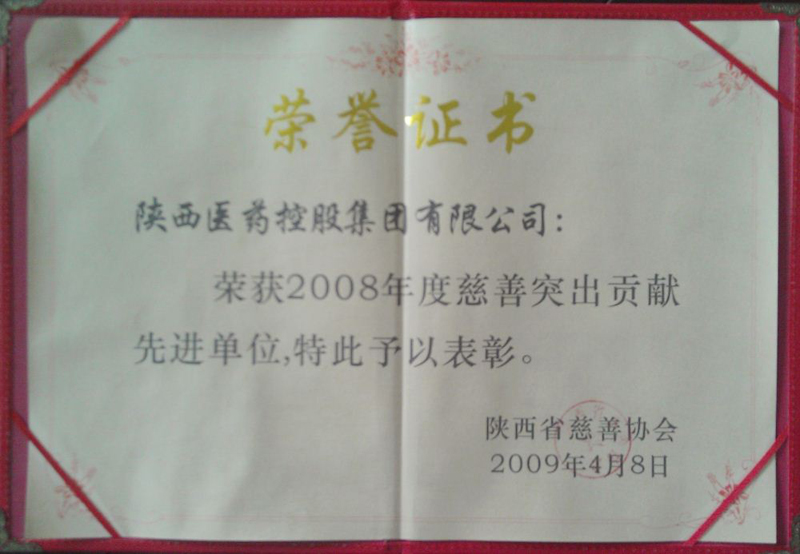 荣誉证书
陕西医药控股集团有限公司：
荣获2008年度慈善突出贡献
先进单位,特此予以表彰。
陕西省慈善协会
2009年4月8日